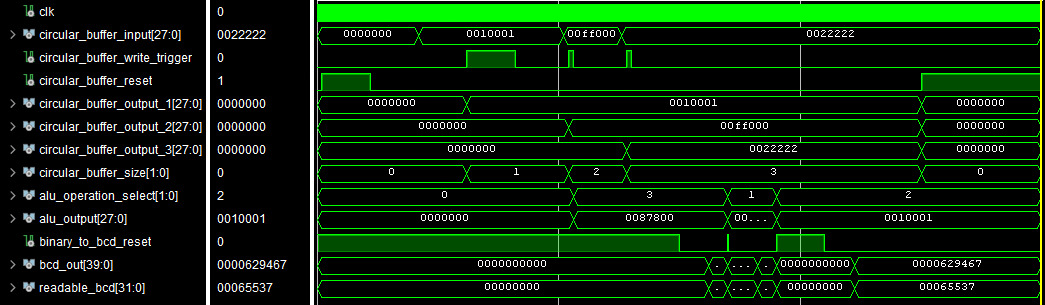 clk 0
circular_buffer_input[27:0] 0022222 0000000 0010001 00ff000 0022222
circular_buffer_write_trigger 0
circular_buffer_reset 1
circular_buffer_output_1[27:0] 0000000 0000000 0010001 0000000
circular_buffer_output_2[27:0] 0000000 0000000 00ff000 0000000
circular_buffer_output_3[27:0] 0000000 0000000 0022222 0000000
circular_buffer_size[1:0] 0 0 1 2 3 0
alu_operation_select[1:0] 2 0 3 1 2
alu_output[27:0] 0010001 0000000 0087800 00... 0010001
binary_to_bcd_reset 0
bcd_out[39:0] 0000629467 0000000000 . ... . 0000000000 0000629467
readable_bcd[31:0] 00065537 00000000 . ... . 00000000 00065537